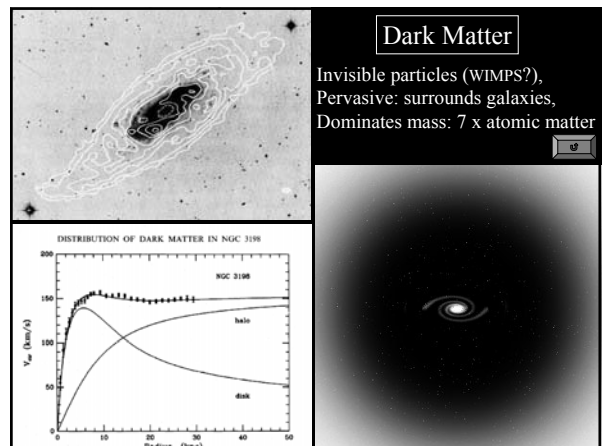 Dark Matter
Invisible particles (WIMPS?),
Pervasive: surrounds galaxies,
Dominates mass: 7 x atomic matter
DISTRIBUTION OF DARK MATTER IN NGC 3198
NGC 3198
halo
disk
V (km/s)
200
150
100
50
0
0 10 20 30 40 50
Radius (kpc)